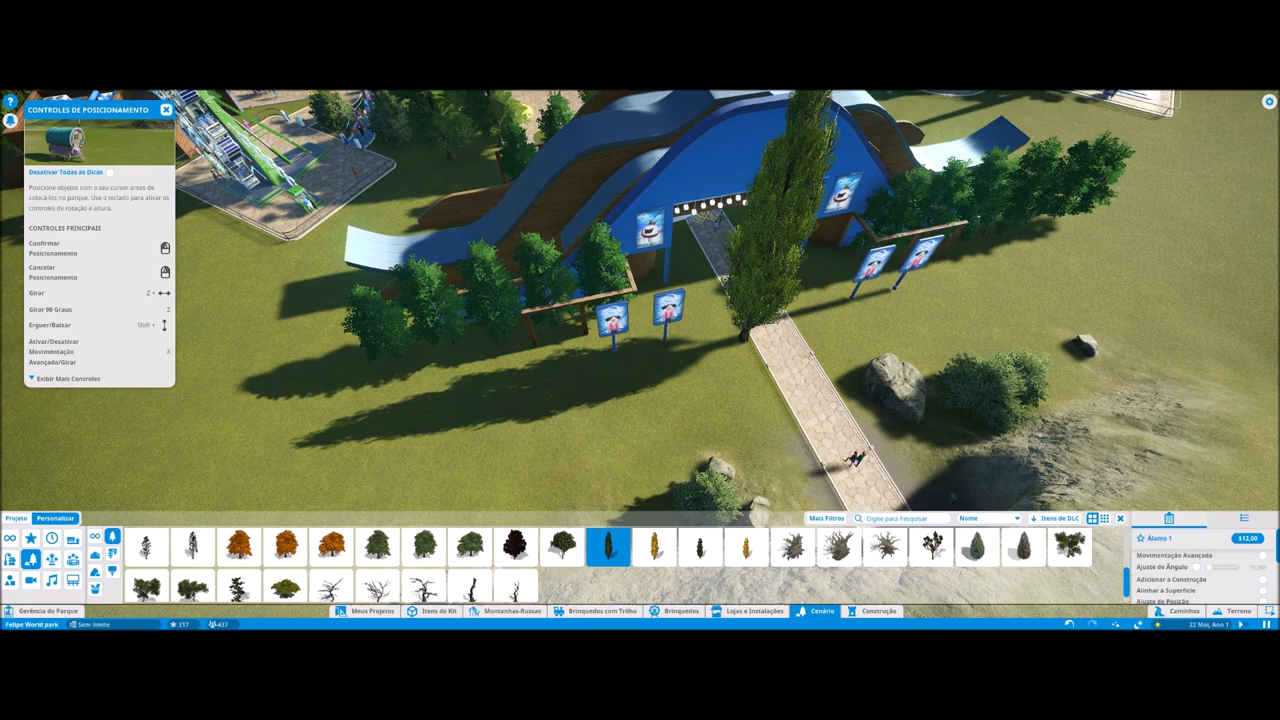 CONTROLES DE POSICIONAMENTO
Desativar Todas as Dicas
Posicione objetos com o seu cursor antes de
colocá-los no parque. Use o teclado para ativar os
controles de rotação e altura.
CONTROLES PRINCIPAIS
Confirmar
Posicionamento
Cancelar
Posicionamento
Girar Z +
Girar 90 Graus Z
Erguer/Baixar Shift +
Ativar/Desativar
Movimentação X
Avançada/Girar
Exibir Mais Controles
Projeto Personalizar
Mais Filtros Digite para Pesquisar Nome Itens de DLC
Álamo 1 $12,00
Movimentação Avançada
Ajuste de Ângulo
Adicionar a Construção
Alinhar à Superfície
Ajuste de Posição
Gerência do Parque Meus Projetos Itens do Kit Montanhas-Russas Brinquedos com Trilho Brinquedos Lojas e Instalações Cenário Construção Caminhos Terreno
Felipe World park Sem limite 317 437 22 Mai, Ano 1